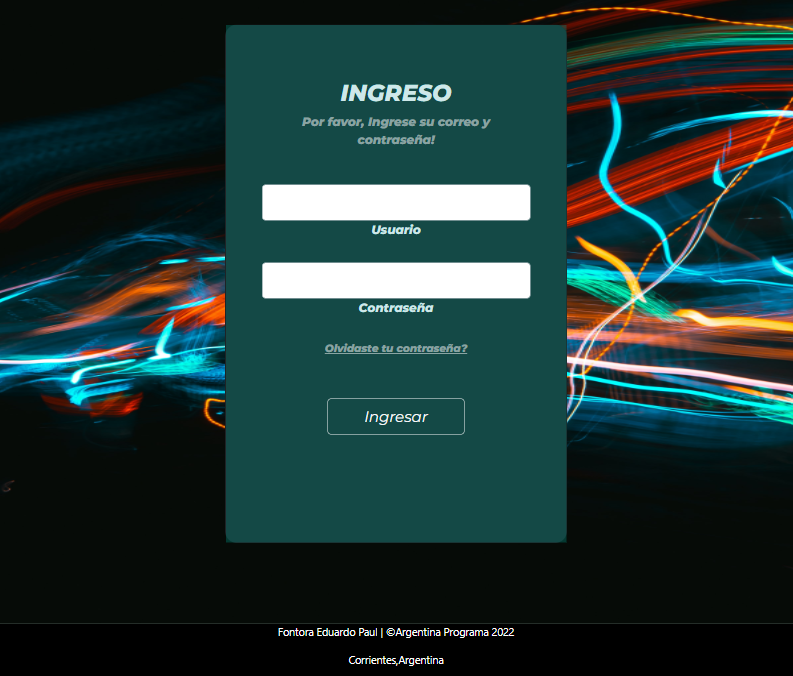 INGRESO
Por favor, Ingrese su correo y
contraseña!
Usuario
Contraseña
Olvidaste tu contraseña?
Ingresar
Fontora Eduardo Paul | ©Argentina Programa 2022
Corrientes,Argentina